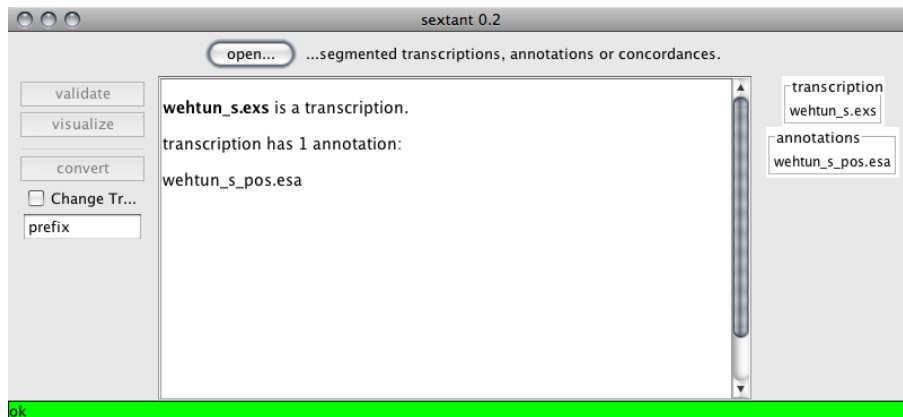 sextant 0.2
open... ...segmented transcriptions, annotations or concordances.
validate
visualize
convert
Change Tr...
prefix
wehtun_s.exs is a transcription.
transcription has 1 annotation:
wehtun_s_pos.esa
transcription
wehtun_s.exs
annotations
wehtun_s_pos.esa
ok